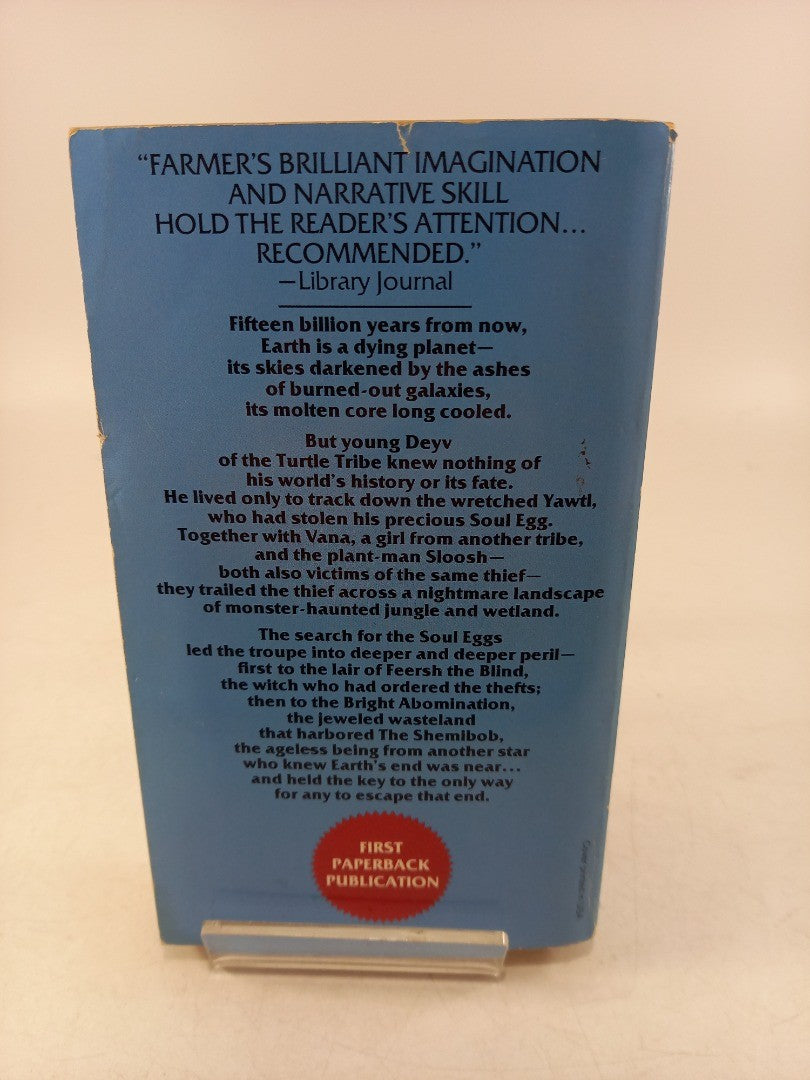 “FARMER’S BRILLIANT IMAGINATION
AND NARRATIVE SKILL
HOLD THE READER’S ATTENTION...
RECOMMENDED.”
—Library Journal
Fifteen billion years from now,
Earth is a dying planet—
its skies darkened by the ashes
of burned-out galaxies,
its molten core long cooled.
But young Deyv
of the Turtle Tribe knew nothing of
his world’s history or its fate.
He lived only to track down the wretched Yawtl,
who had stolen his precious Soul Egg.
Together with Vana, a girl from another tribe,
and the plant-man Sloosh—
both also victims of the same thief—
they trailed the thief across a nightmare landscape
of monster-haunted jungle and wetland.
The search for the Soul Eggs
led the troupe into deeper and deeper peril—
first to the lair of Feersh the Blind,
the witch who had ordered the thefts;
then to the Bright Abomination,
the jeweled wasteland
that harbored The Shemibob,
the ageless being from another star
who knew Earth’s end was near...
and held the key to the only way
for any to escape that end.
FIRST
PAPERBACK
PUBLICATION